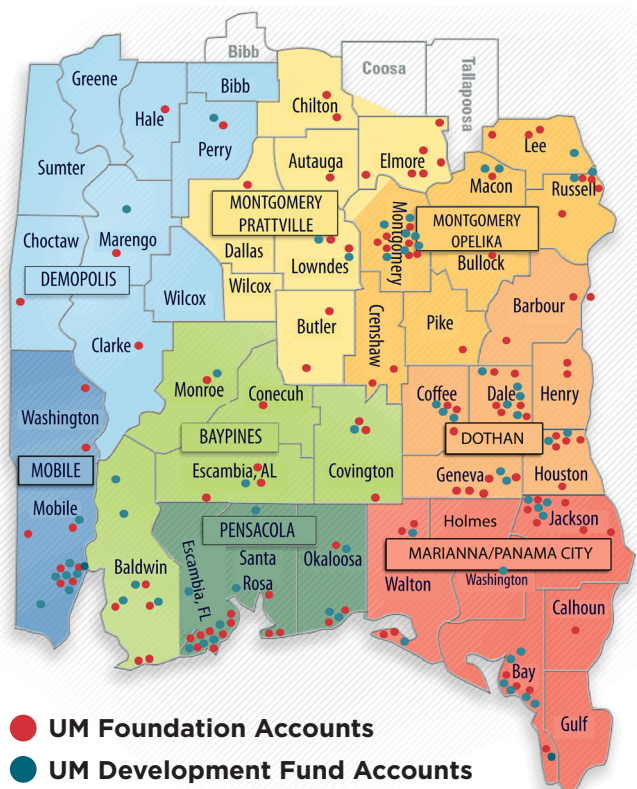 Bibb
Coosa
Tallapoosa
Greene
Hale
Bibb
Chilton
Perry
Autauga
Elmore
Lee
Sumter
Macon
Russell
MONTGOMERY
PRATTVILLE
Montgomery
MONTGOMERY
OPELIKA
Choctaw
Marengo
Dallas
Lowndes
Bullock
DEMOPOLIS
Wilcox
Wilcox
Butler
Crenshaw
Pike
Barbour
Clarke
Monroe
Conecuh
Coffee
Dale
Henry
Washington
BAYPINES
DOTHAN
MOBILE
Escambia, AL
Covington
Geneva
Houston
Mobile
PENSACOLA
Holmes
Jackson
Baldwin
Escambia, FL
Santa
Rosa
Okaloosa
MARIANNA/PANAMA CITY
Walton
Washington
Calhoun
Bay
Gulf
UM Foundation Accounts
UM Development Fund Accounts